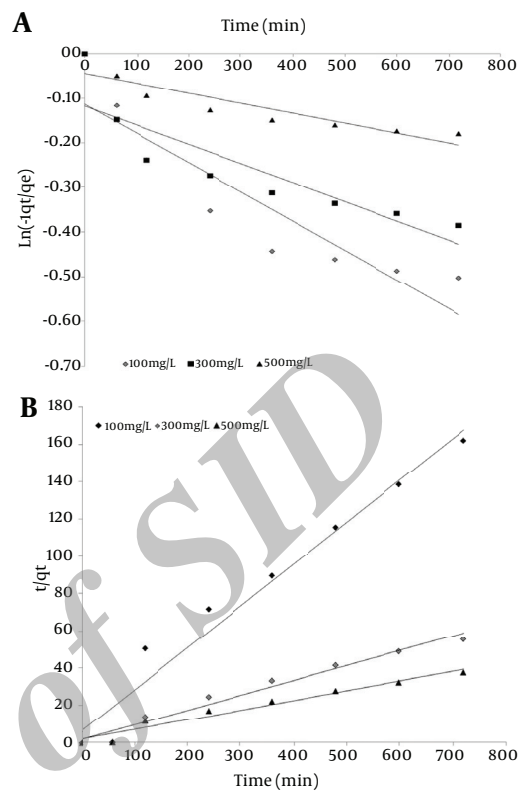 A
Time (min)
00 0 100 200 300 400 500 600 700 800
-0.10
-0.20
-0.30
-0.40
-0.50
-0.60
-0.70
Ln(-1qt/qe)
100mg/L 300mg/L 500mg/L
B
180
160
140
120
100
80
60
40
20
0
t/qt
100mg/L 300mg/L 500mg/L
0 100 200 300 400 500 600 700 800
Time (min)
of SID